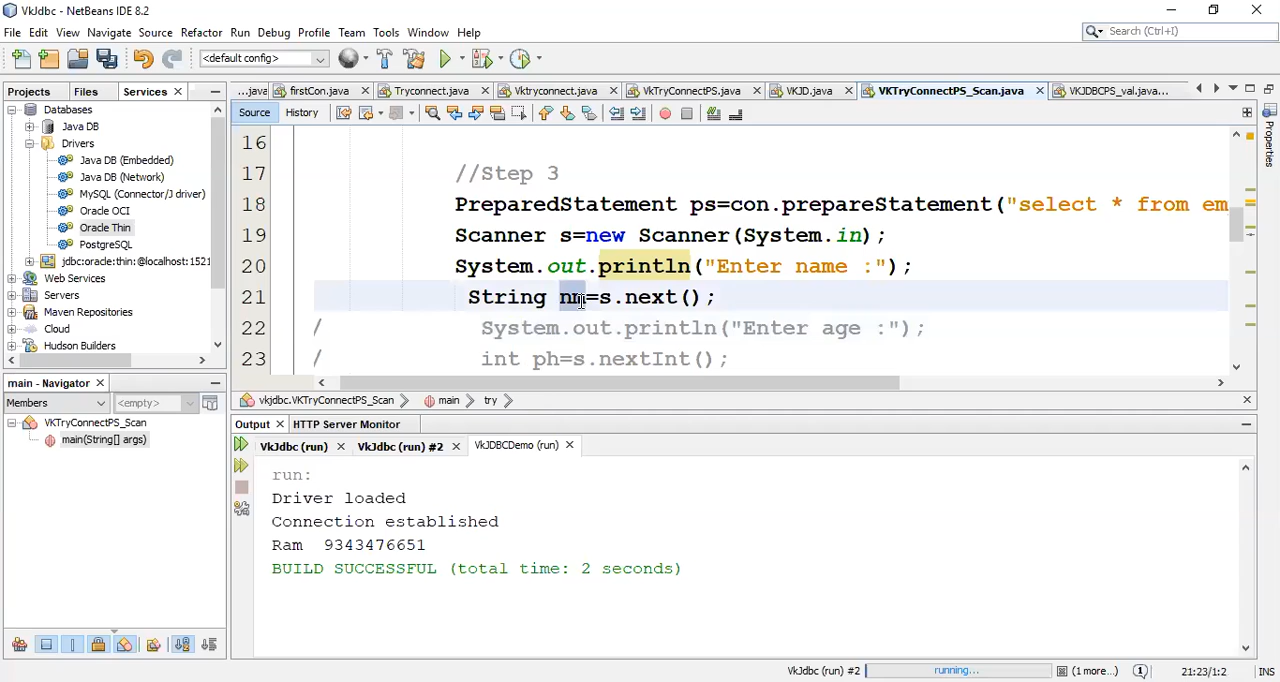 VkJdbc - NetBeans IDE 8.2
File Edit View Navigate Source Refactor Run Debug Profile Team Tools Window Help
Search (Ctrl+I)
<default config>
Projects Files Services
...java firstCon.java Tryconnect.java Vktryconnect.java VkTryConnectPS.java VKJD.java VKTryConnectPS_Scan.java VKJDBCPS_val.java...
Source History
Databases
Java DB
Drivers
Java DB (Embedded)
Java DB (Network)
MySQL (Connector/J driver)
Oracle OCI
Oracle Thin
PostgreSQL
jdbc:oracle:thin:@localhost:1521
Web Services
Servers
Maven Repositories
Cloud
Hudson Builders
16
17 //Step 3
18 PreparedStatement ps=con.prepareStatement("select * from em
19 Scanner s=new Scanner(System.in);
20 System.out.println("Enter name :");
21 String nm=s.next();
22 / System.out.println("Enter age :");
23 / int ph=s.nextInt();
Properties
vkjdbc.VKTryConnectPS_Scan main try
main - Navigator
Members <empty>
VKTryConnectPS_Scan
main(String[] args)
Output HTTP Server Monitor
VkJdbc (run) VkJdbc (run) #2 VkJDBCDemo (run)
run:
Driver loaded
Connection established
Ram 9343476651
BUILD SUCCESSFUL (total time: 2 seconds)
VkJdbc (run) #2 running... (1 more...) 21:23/1:2 INS